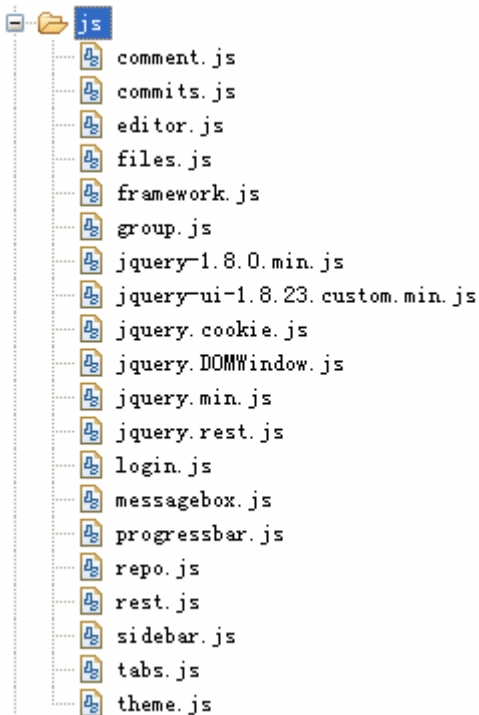 js
comment.js
commits.js
editor.js
files.js
framework.js
group.js
jquery-1.8.0.min.js
jquery-ui-1.8.23.custom.min.js
jquery.cookie.js
jquery.DOMWindow.js
jquery.min.js
jquery.rest.js
login.js
messagebox.js
progressbar.js
repo.js
rest.js
sidebar.js
tabs.js
theme.js